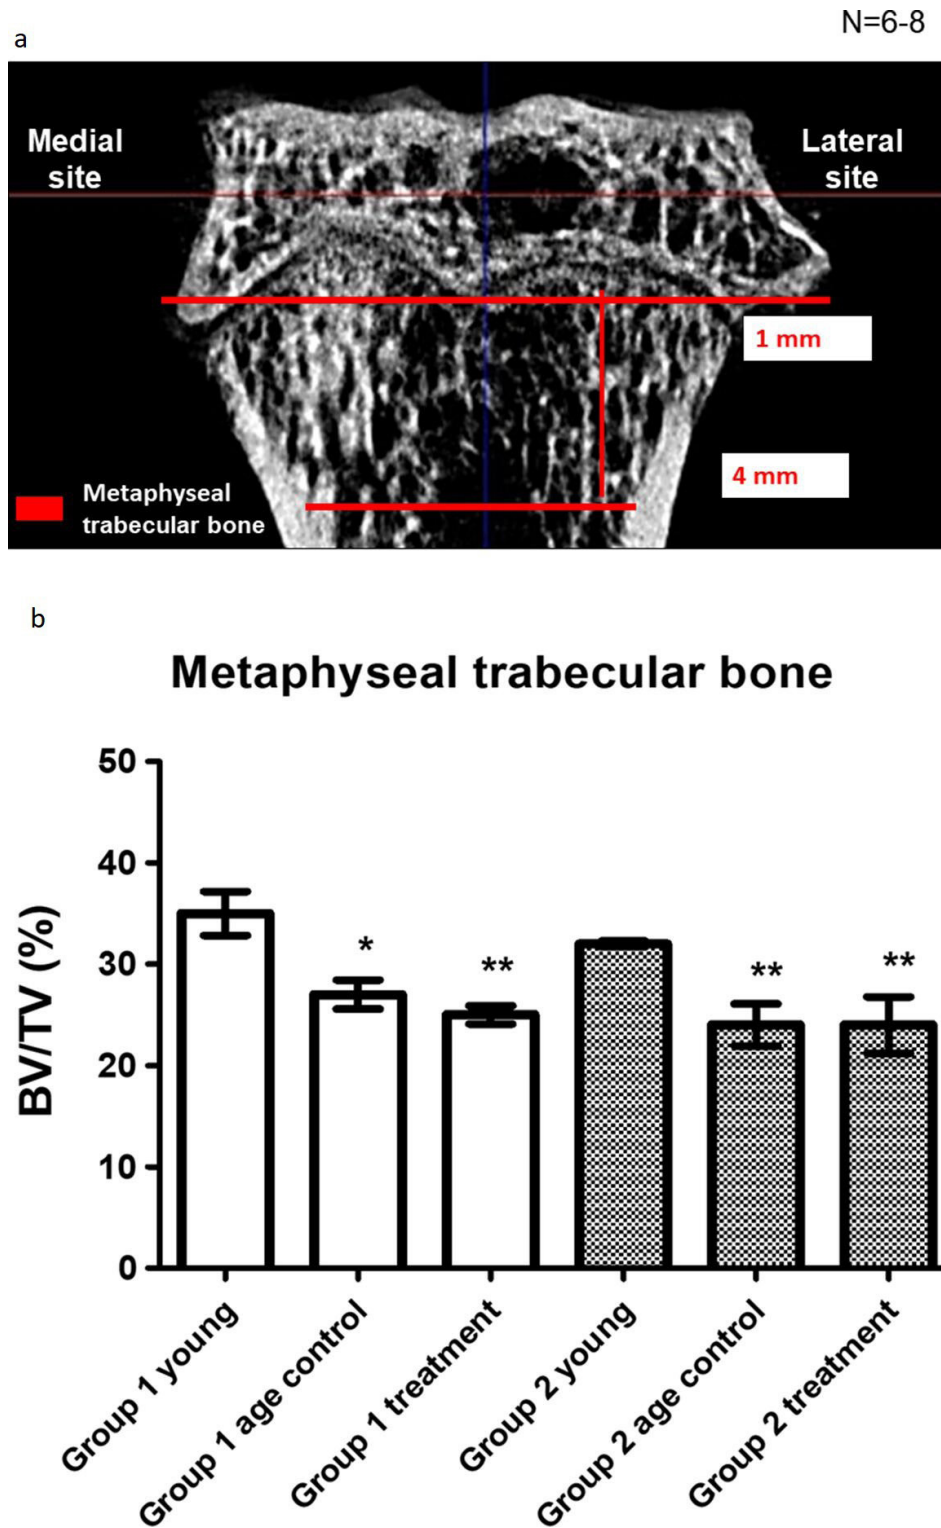 N=6-8
a
Medial
site
Lateral
site
1 mm
4 mm
Metaphyseal
trabecular bone
b
Metaphyseal trabecular bone
BV/TV (%)
50
40
30
20
10
0
*
**
**
**
Group 1 young
Group 1 age control
Group 1 treatment
Group 2 young
Group 2 age control
Group 2 treatment